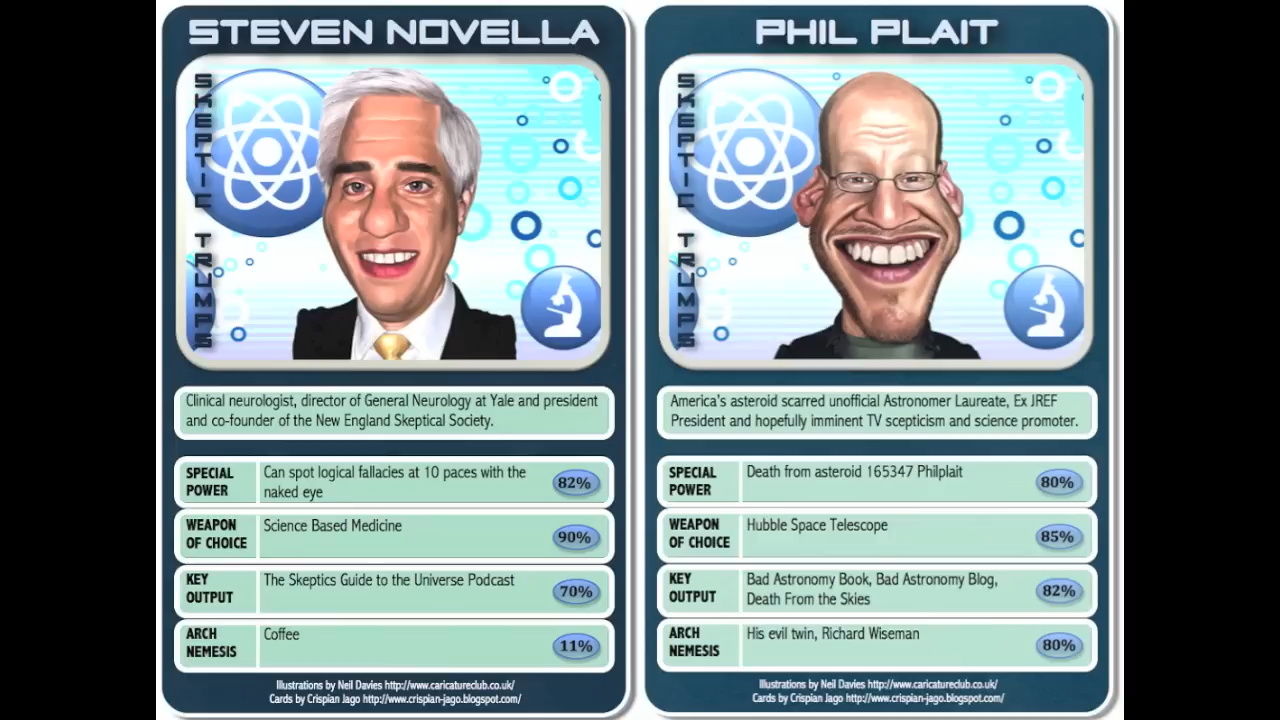 STEVEN NOVELLA
SKEPTIC TRUMPS
Clinical neurologist, director of General Neurology at Yale and president
and co-founder of the New England Skeptical Society.
SPECIAL
POWER
Can spot logical fallacies at 10 paces with the
naked eye
82%
WEAPON
OF CHOICE
Science Based Medicine
90%
KEY
OUTPUT
The Skeptics Guide to the Universe Podcast
70%
ARCH
NEMESIS
Coffee
11%
Illustrations by Neil Davies http://www.caricatureclub.co.uk/
Cards by Crispian Jago http://www.crispian-jago.blogspot.com/
PHIL PLAIT
SKEPTIC TRUMPS
America's asteroid scarred unofficial Astronomer Laureate, Ex JREF
President and hopefully imminent TV scepticism and science promoter.
SPECIAL
POWER
Death from asteroid 165347 Philplait
80%
WEAPON
OF CHOICE
Hubble Space Telescope
85%
KEY
OUTPUT
Bad Astronomy Book, Bad Astronomy Blog,
Death From the Skies
82%
ARCH
NEMESIS
His evil twin, Richard Wiseman
80%
Illustrations by Neil Davies http://www.caricatureclub.co.uk/
Cards by Crispian Jago http://www.crispian-jago.blogspot.com/